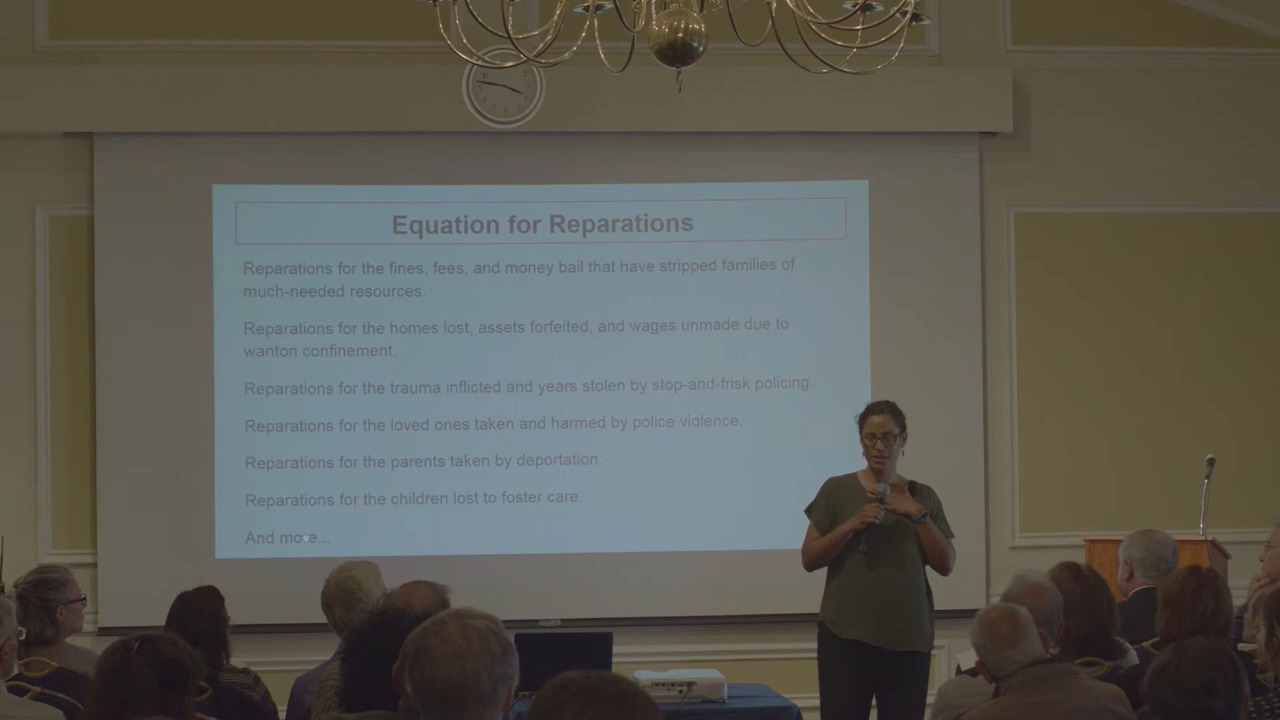 Equation for Reparations
Reparations for the fines, fees, and money bail that have stripped families of
much-needed resources.
Reparations for the homes lost, assets forfeited, and wages unmade due to
wanton confinement.
Reparations for the trauma inflicted and years stolen by stop-and-frisk policing.
Reparations for the loved ones taken and harmed by police violence.
Reparations for the parents taken by deportation.
Reparations for the children lost to foster care.
And more...